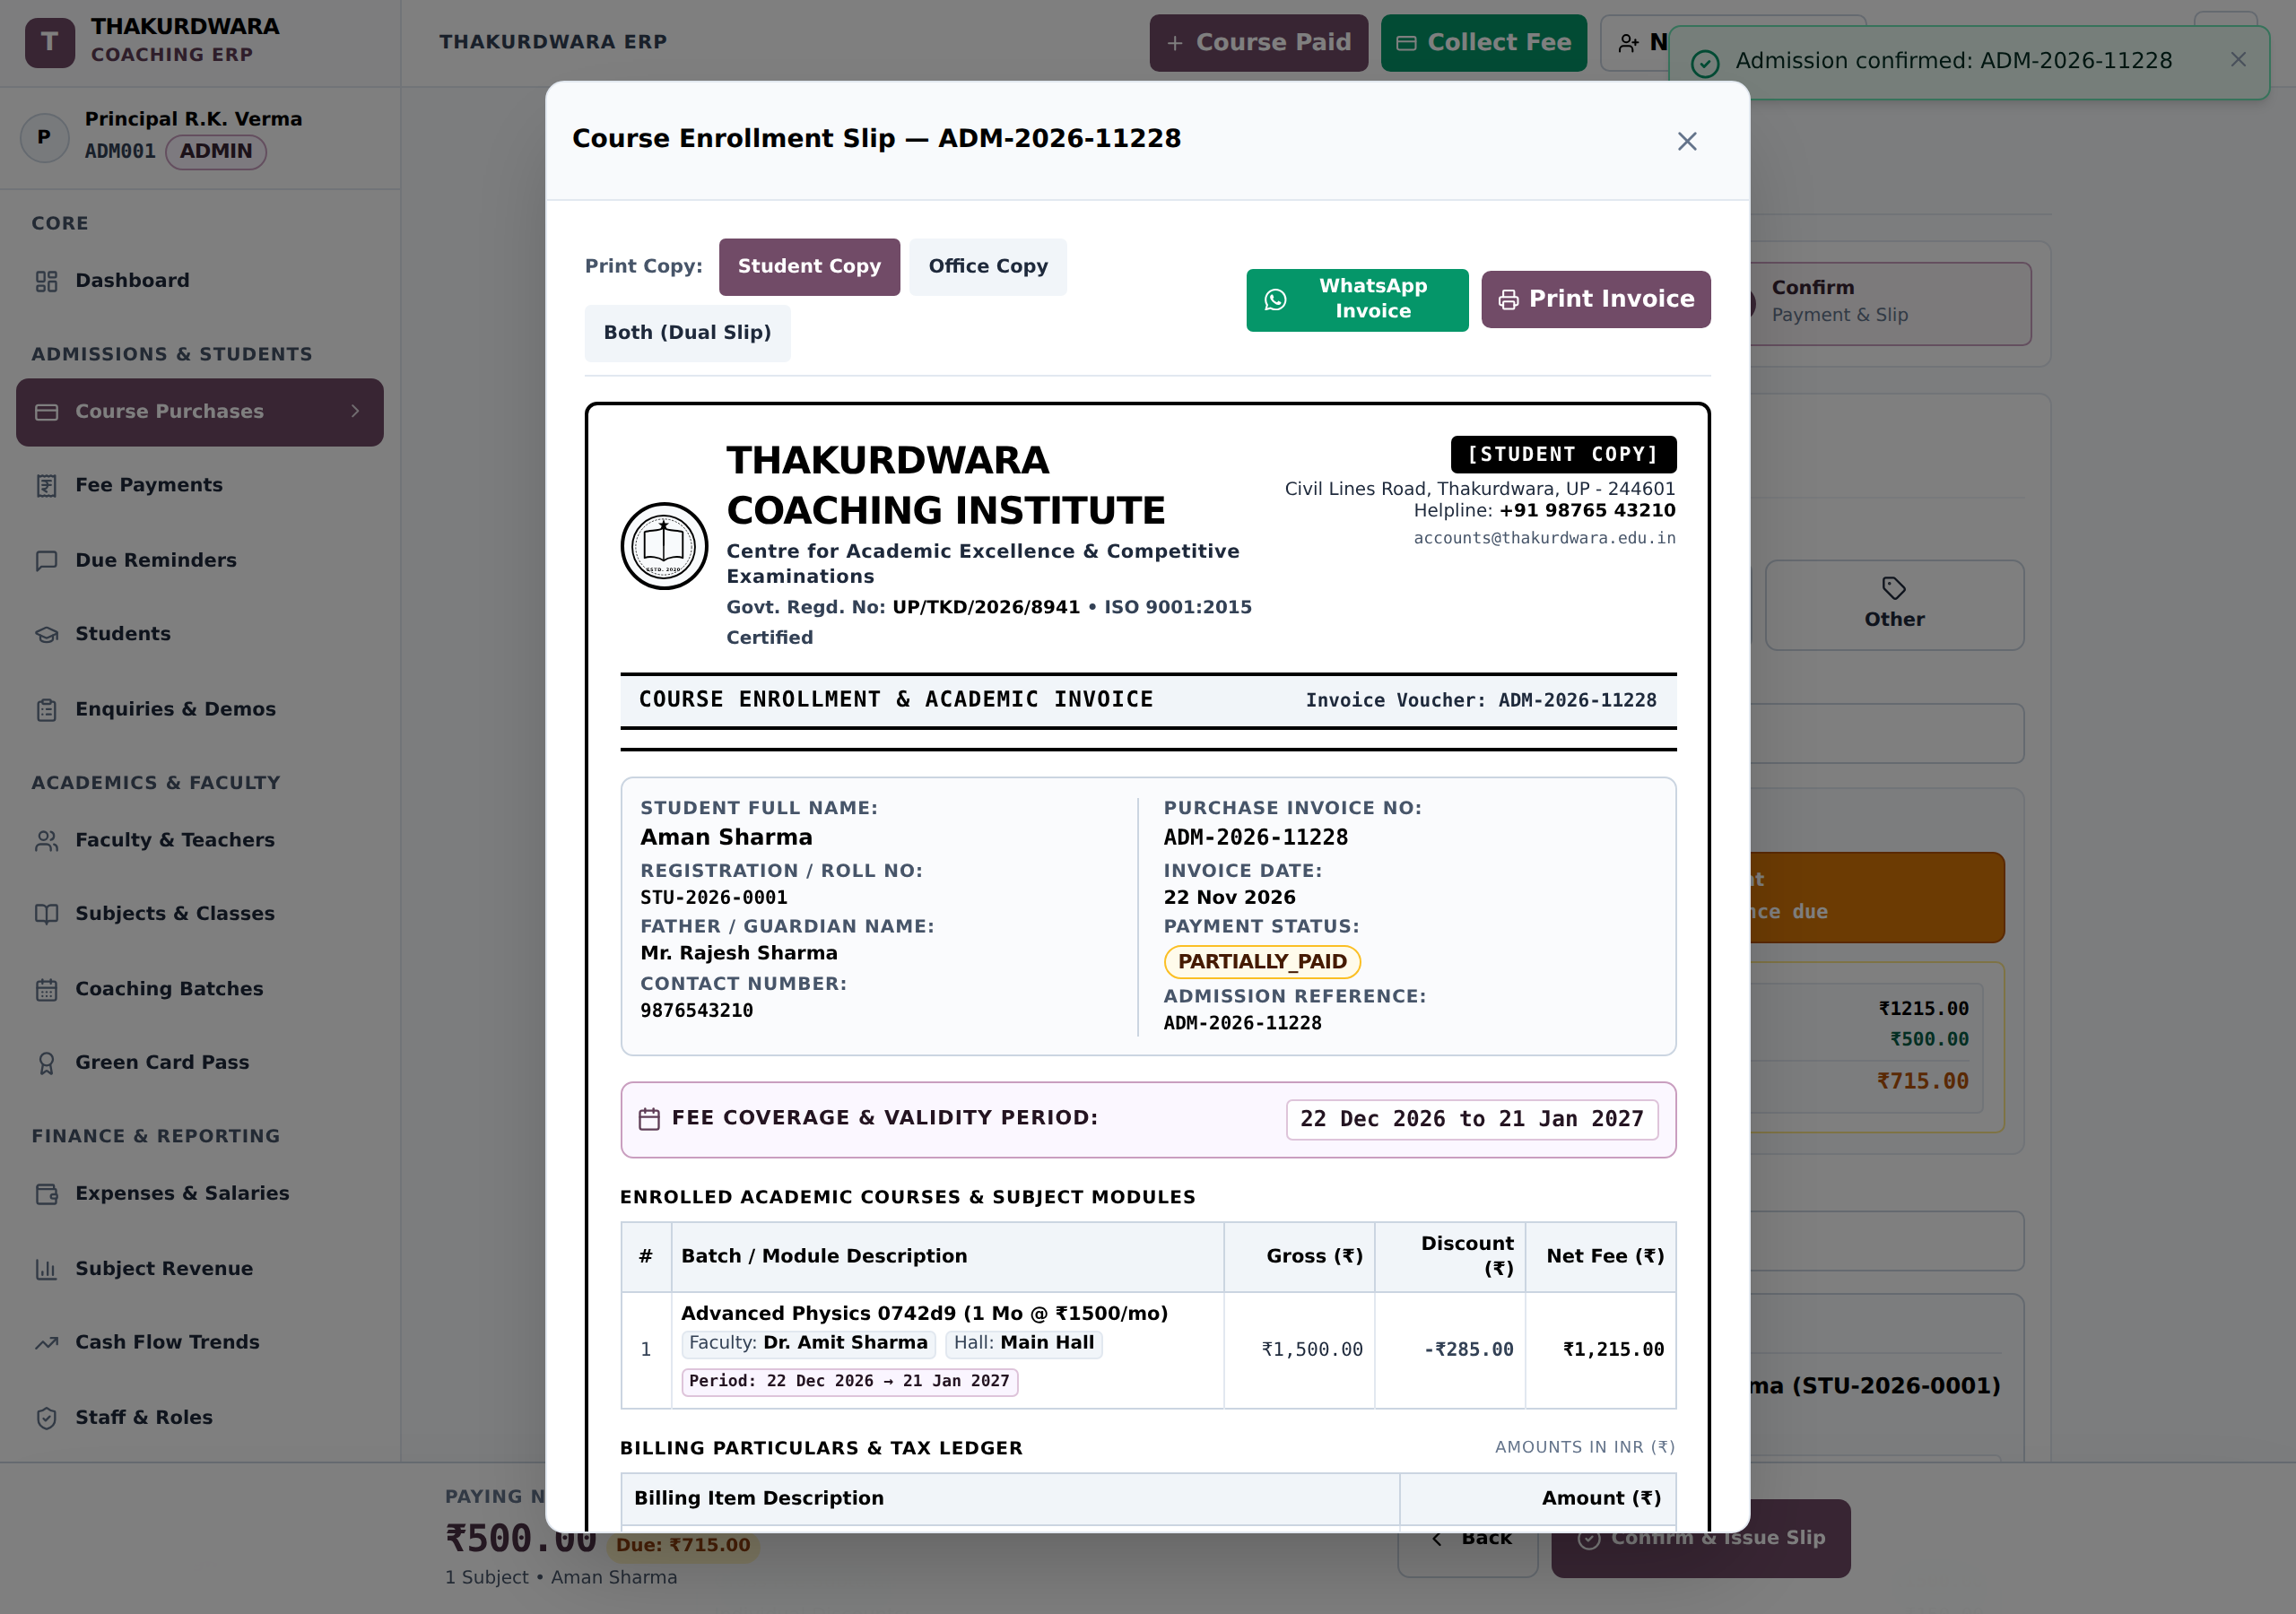 T
THAKURDWARA
COACHING ERP
THAKURDWARA ERP
Course Paid
Collect Fee
N
Admission confirmed: ADM-2026-11228
P
Principal R.K. Verma
ADM001
ADMIN
CORE
Dashboard
ADMISSIONS & STUDENTS
Course Purchases
Fee Payments
Due Reminders
Students
Enquiries & Demos
ACADEMICS & FACULTY
Faculty & Teachers
Subjects & Classes
Coaching Batches
Green Card Pass
FINANCE & REPORTING
Expenses & Salaries
Subject Revenue
Cash Flow Trends
Staff & Roles
Course Enrollment Slip — ADM-2026-11228
Print Copy:
Student Copy
Office Copy
Both (Dual Slip)
WhatsApp
Invoice
Print Invoice
THAKURDWARA
COACHING INSTITUTE
Centre for Academic Excellence & Competitive
Examinations
Govt. Regd. No: UP/TKD/2026/8941 • ISO 9001:2015
Certified
ESTD. 2020
[STUDENT COPY]
Civil Lines Road, Thakurdwara, UP - 244601
Helpline: +91 98765 43210
accounts@thakurdwara.edu.in
COURSE ENROLLMENT & ACADEMIC INVOICE
Invoice Voucher: ADM-2026-11228
STUDENT FULL NAME:
Aman Sharma
REGISTRATION / ROLL NO:
STU-2026-0001
FATHER / GUARDIAN NAME:
Mr. Rajesh Sharma
CONTACT NUMBER:
9876543210
PURCHASE INVOICE NO:
ADM-2026-11228
INVOICE DATE:
22 Nov 2026
PAYMENT STATUS:
PARTIALLY_PAID
ADMISSION REFERENCE:
ADM-2026-11228
FEE COVERAGE & VALIDITY PERIOD:
22 Dec 2026 to 21 Jan 2027
ENROLLED ACADEMIC COURSES & SUBJECT MODULES
# Batch / Module Description Gross (₹) Discount (₹) Net Fee (₹)
1
Advanced Physics 0742d9 (1 Mo @ ₹1500/mo)
Faculty: Dr. Amit Sharma Hall: Main Hall
Period: 22 Dec 2026 → 21 Jan 2027
₹1,500.00 -₹285.00 ₹1,215.00
BILLING PARTICULARS & TAX LEDGER
AMOUNTS IN INR (₹)
Billing Item Description Amount (₹)
Confirm
Payment & Slip
Other
nce due
₹1215.00
₹500.00
₹715.00
ma (STU-2026-0001)
PAYING N
₹500.00
Due: ₹715.00
1 Subject • Aman Sharma
Back
Confirm & Issue Slip